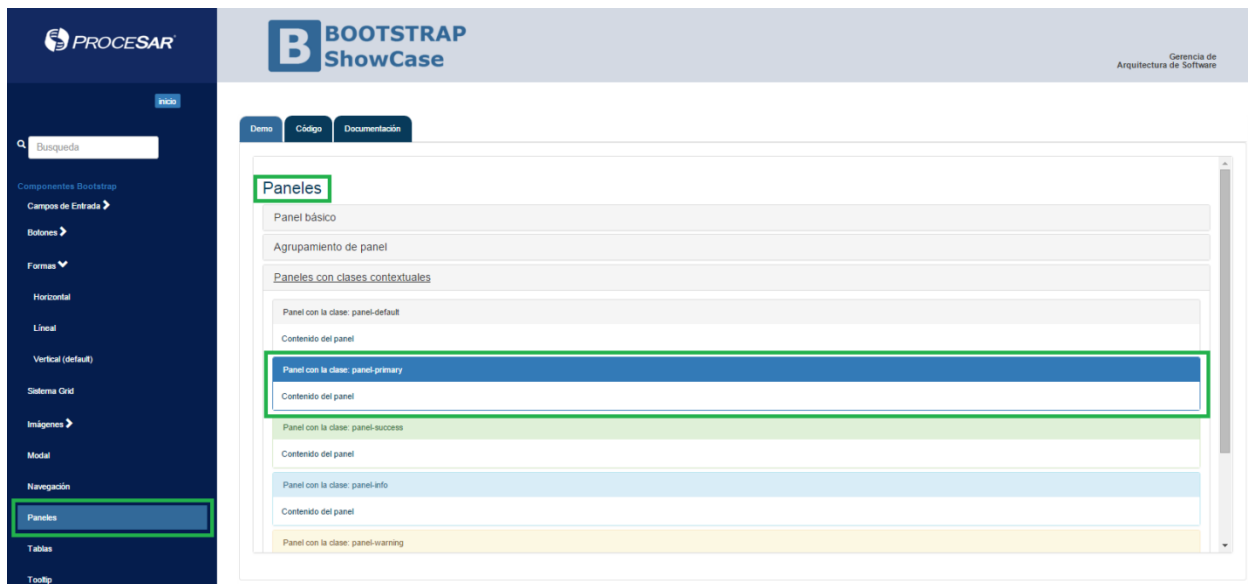 PROCESAR
BOOTSTRAP
ShowCase
Gerencia de
Arquitectura de Software
inicio
Busqueda
Componentes Bootstrap
Campos de Entrada
Botones
Formas
Horizontal
Líneal
Vertical (default)
Sistema Grid
Imágenes
Modal
Navegación
Paneles
Tablas
Tooltip
Demo
Código
Documentación
Paneles
Panel básico
Agrupamiento de panel
Paneles con clases contextuales
Panel con la clase: panel-default
Contenido del panel
Panel con la clase: panel-primary
Contenido del panel
Panel con la clase: panel-success
Contenido del panel
Panel con la clase: panel-info
Contenido del panel
Panel con la clase: panel-warning